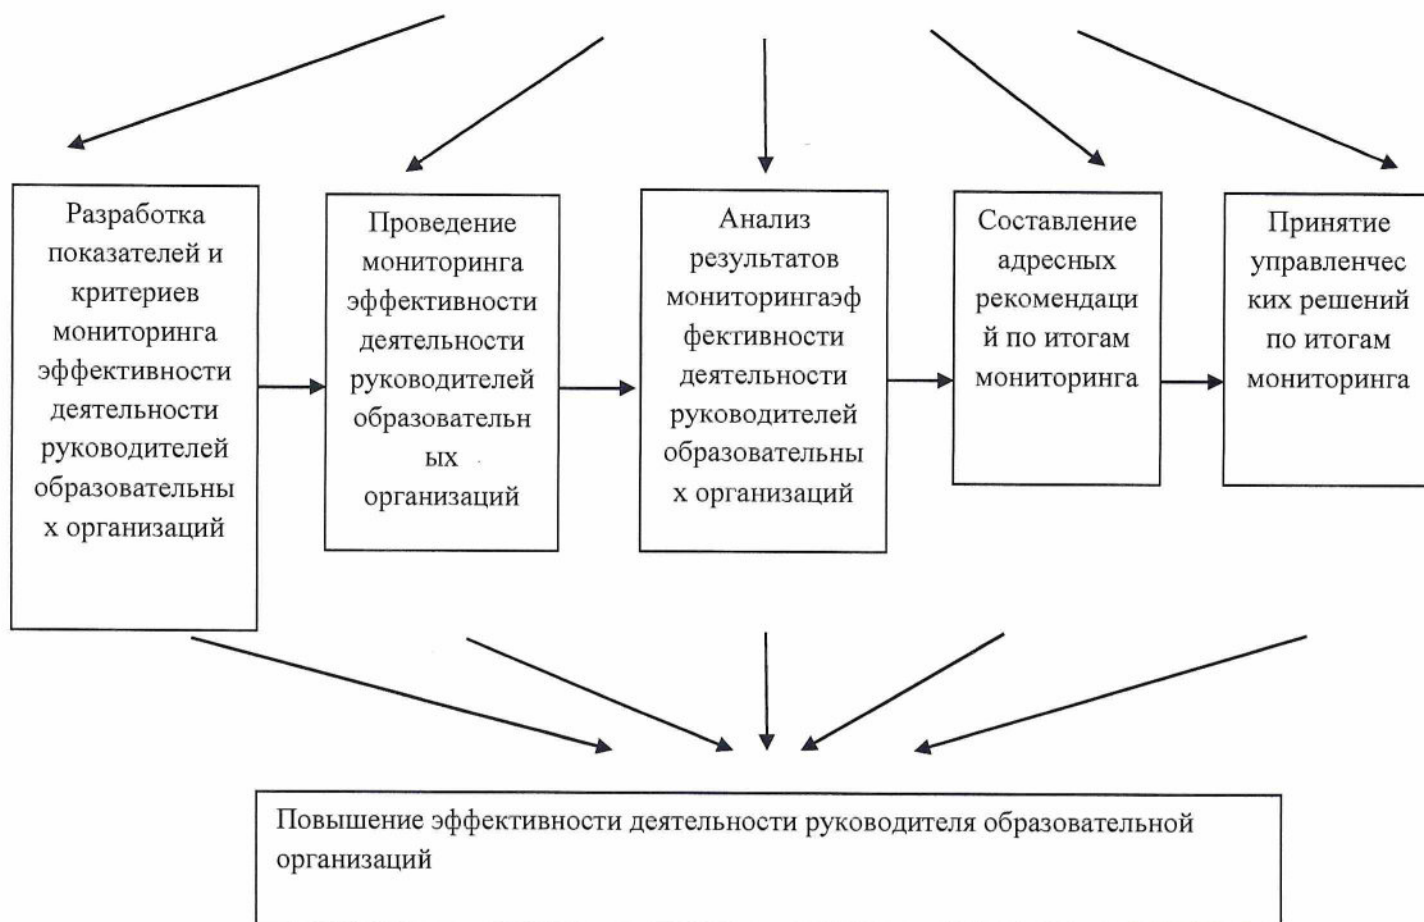 Разработка
показателей и
критериев
мониторинга
эффективности
деятельности
руководителей
образовательны
х организаций
Проведение
мониторинга
эффективности
деятельности
руководителей
образовательн
ых
организаций
Анализ
результатов
мониторингаэф
фективности
деятельности
руководителей
образовательны
х организаций
Составление
адресных
рекомендаци
й по итогам
мониторинга
Принятие
управленчес
ких решений
по итогам
мониторинга
Повышение эффективности деятельности руководителя образовательной
организаций